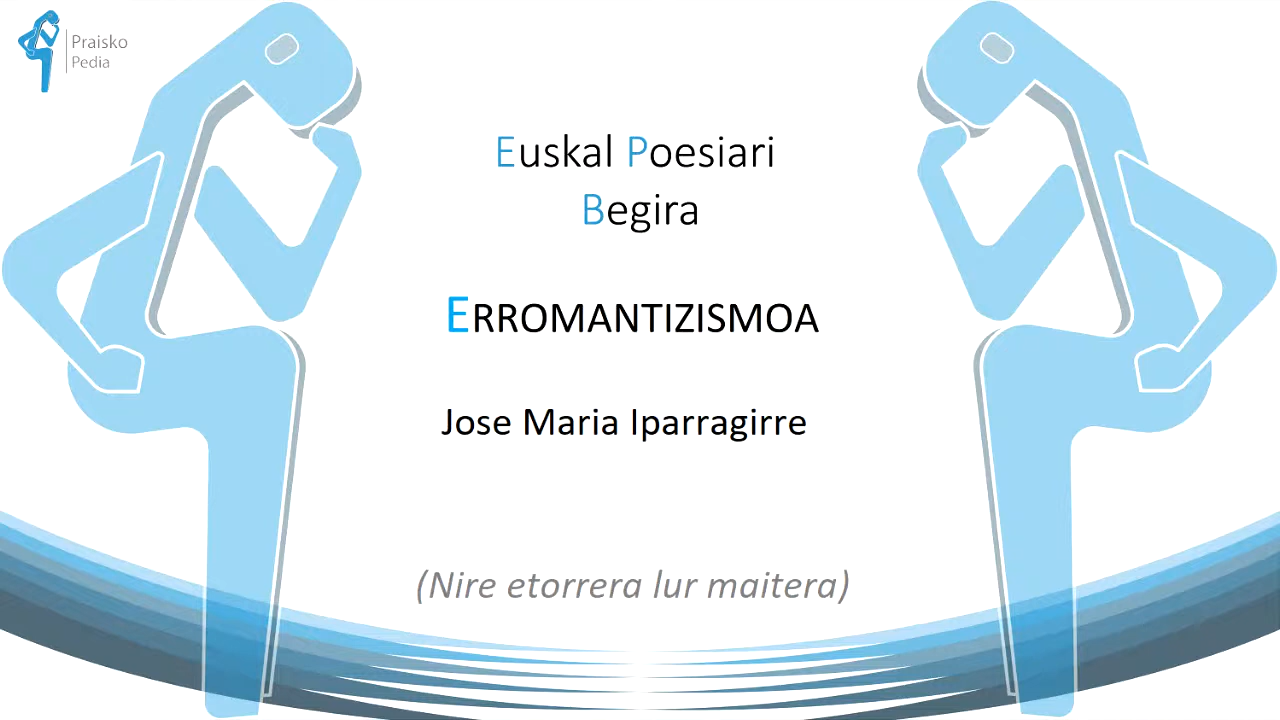 Praisko
Pedia
Euskal Poesiari
Begira
ERROMANTIZISMOA
Jose Maria Iparragirre
(Nire etorrera lur maitera)